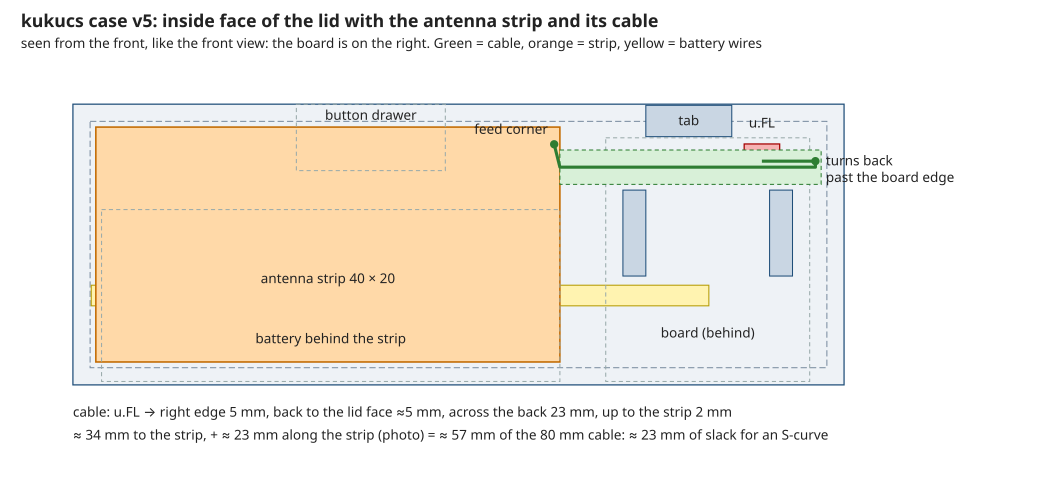 kukucs case v5: inside face of the lid with the antenna strip and its cable
seen from the front, like the front view: the board is on the right. Green = cable, orange = strip, yellow = battery wires
button drawer
tab
u.FL
feed corner
turns back
past the board edge
antenna strip 40 × 20
battery behind the strip
board (behind)
cable: u.FL → right edge 5 mm, back to the lid face ≈5 mm, across the back 23 mm, up to the strip 2 mm
≈ 34 mm to the strip, + ≈ 23 mm along the strip (photo) = ≈ 57 mm of the 80 mm cable: ≈ 23 mm of slack for an S-curve